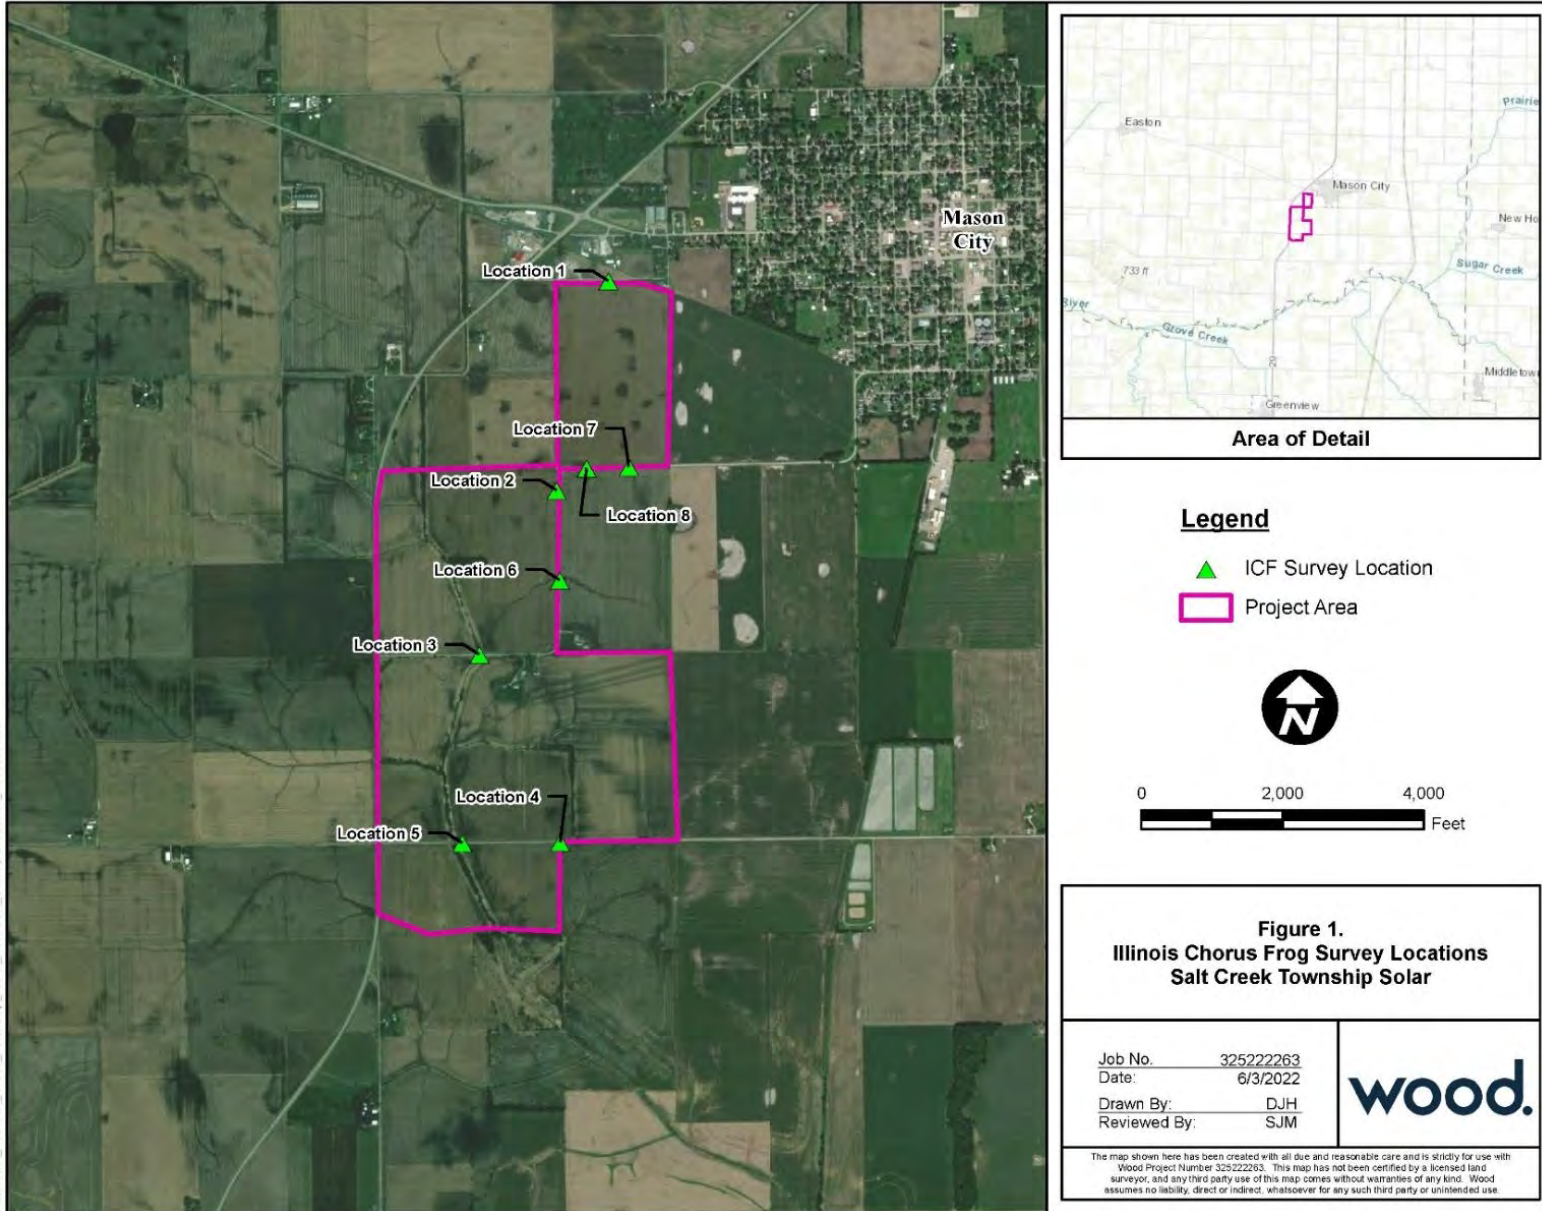 Mason
City
Location 1
Location 7
Location 2
Location 8
Location 6
Location 3
Location 4
Location 5
Easton
Prairie
Mason City
New Ho
733 ft
Sugar Creek
River
Grove Creek
20
Middletown
Greenview
Area of Detail
Legend
ICF Survey Location
Project Area
N
0 2,000 4,000
Feet
Figure 1.
Illinois Chorus Frog Survey Locations
Salt Creek Township Solar
Job No. 325222263
Date: 6/3/2022
Drawn By: DJH
Reviewed By: SJM
wood.
The map shown here has been created with all due and reasonable care and is strictly for use with
Wood Project Number 325222263. This map has not been certified by a licensed land
surveyor, and any third party use of this map comes without warranties of any kind. Wood
assumes no liability, direct or indirect, whatsoever for any such third party or unintended use.